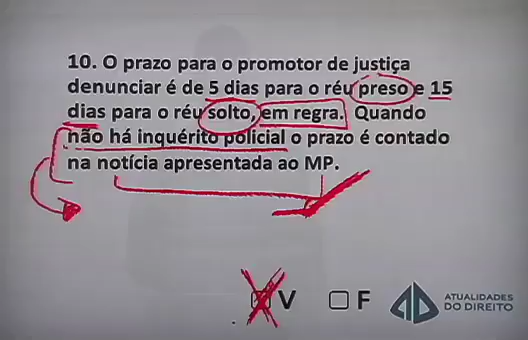 10. O prazo para o promotor de justiça
denunciar é de 5 dias para o réu preso e 15
dias para o réu solto, em regra. Quando
não há inquérito policial o prazo é contado
na notícia apresentada ao MP.
V F
ATUALIDADES
DO DIREITO